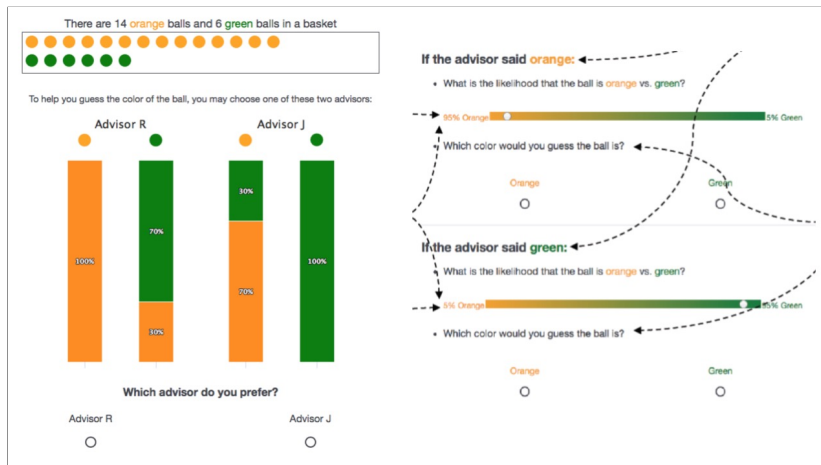 There are 14 orange balls and 6 green balls in a basket
To help you guess the color of the ball, you may choose one of these two advisors:
Advisor R
Advisor J
100%
70%
30%
30%
70%
100%
Which advisor do you prefer?
Advisor R
Advisor J
If the advisor said orange:
• What is the likelihood that the ball is orange vs. green?
95% Orange
5% Green
• Which color would you guess the ball is?
Orange
Green
If the advisor said green:
• What is the likelihood that the ball is orange vs. green?
5% Orange
95% Green
• Which color would you guess the ball is?
Orange
Green